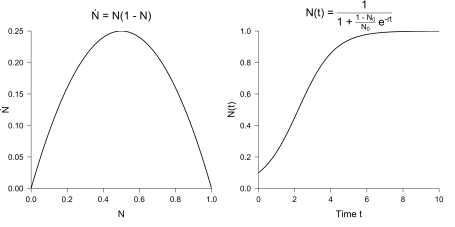 Ṅ = N(1 - N)
0.25
0.20
0.15
0.10
0.05
0.00
Ṅ
0.0 0.2 0.4 0.6 0.8 1.0
N
N(t) = 1 / (1 + (1 - N₀)/N₀ e^-rt)
1.0
0.8
0.6
0.4
0.2
0.0
N(t)
0 2 4 6 8 10
Time t